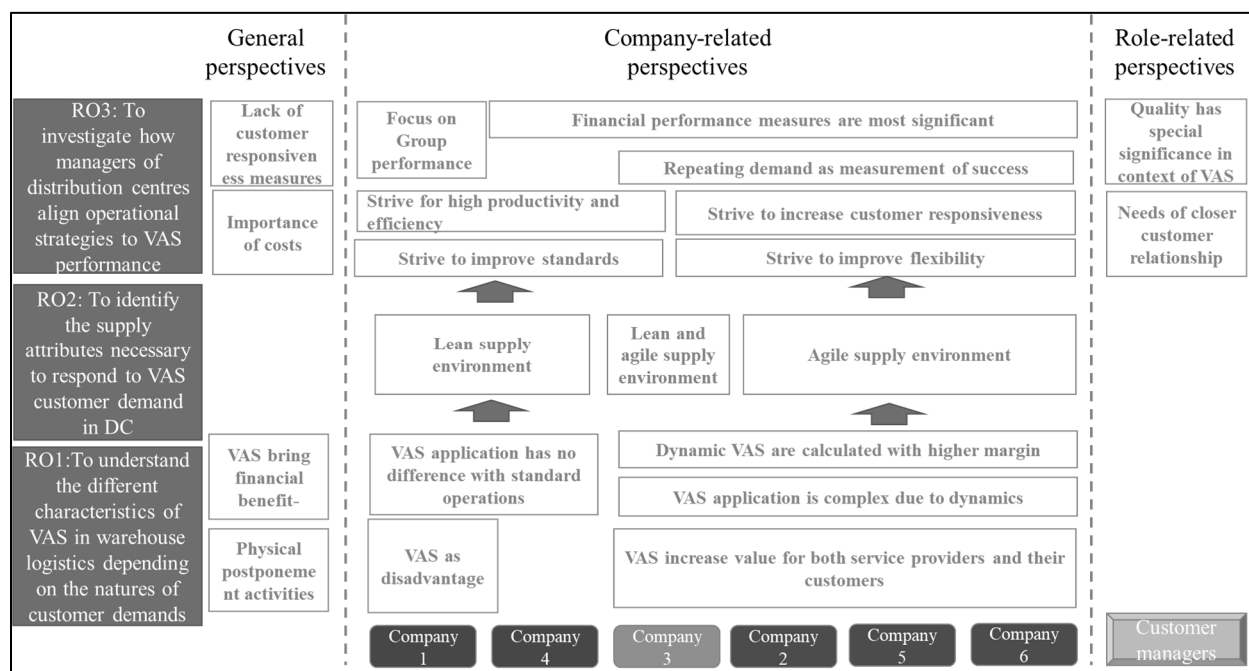 General
perspectives
Company-related
perspectives
Role-related
perspectives
RO3: To
investigate how
managers of
distribution centres
align operational
strategies to VAS
performance
Lack of
customer
responsiven
ess measures
Importance
of costs
Focus on
Group
performance
Financial performance measures are most significant
Repeating demand as measurement of success
Strive for high productivity and
efficiency
Strive to increase customer responsiveness
Strive to improve standards
Strive to improve flexibility
Quality has
special
significance in
context of VAS
Needs of closer
customer
relationship
RO2: To identify
the supply
attributes necessary
to respond to VAS
customer demand
in DC
Lean supply
environment
Lean and
agile supply
environment
Agile supply environment
RO1:To understand
the different
characteristics of
VAS in warehouse
logistics depending
on the natures of
customer demands
VAS bring
financial
benefit-
Physical
postponeme
nt activities
VAS application has no
difference with standard
operations
VAS as
disadvantage
Dynamic VAS are calculated with higher margin
VAS application is complex due to dynamics
VAS increase value for both service providers and their
customers
Company
1
Company
4
Company
3
Company
2
Company
5
Company
6
Customer
managers